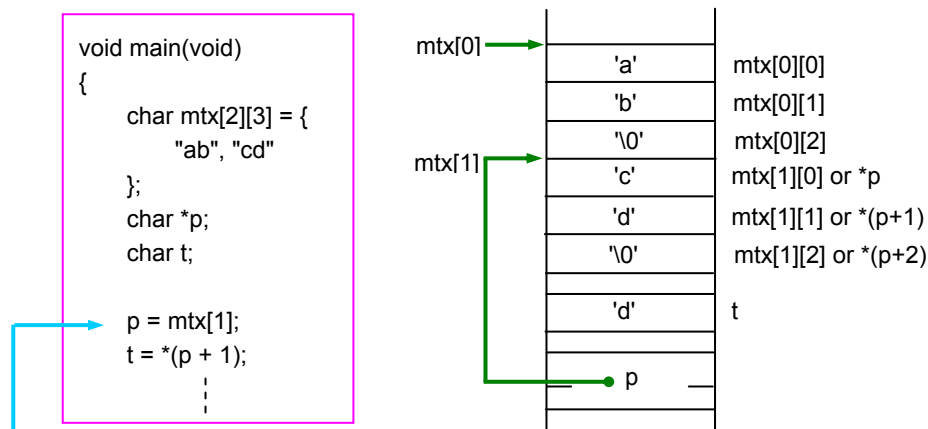 void main(void)
{
char mtx[2][3] = {
"ab", "cd"
};
char *p;
char t;
p = mtx[1];
t = *(p + 1);
mtx[0]
'a' mtx[0][0]
'b' mtx[0][1]
'\0' mtx[0][2]
mtx[1]
'c' mtx[1][0] or *p
'd' mtx[1][1] or *(p+1)
'\0' mtx[1][2] or *(p+2)
'd' t
p